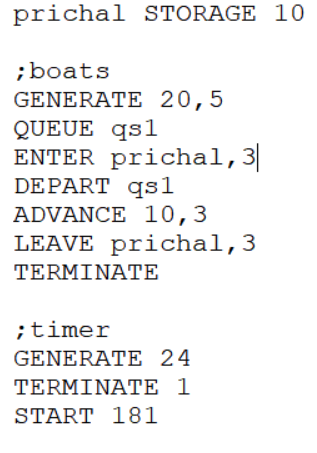 prichal STORAGE 10
;boats
GENERATE 20,5
QUEUE qs1
ENTER prichal,3
DEPART qs1
ADVANCE 10,3
LEAVE prichal,3
TERMINATE
;timer
GENERATE 24
TERMINATE 1
START 181